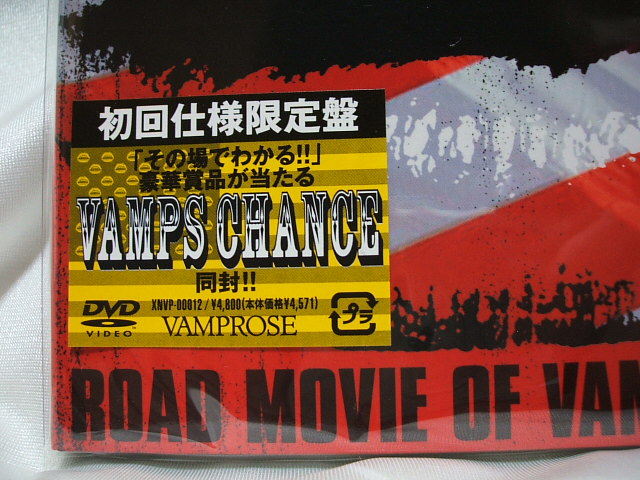 初回仕様限定盤
「その場でわかる!!」
豪華賞品が当たる
VAMPS CHANCE
同封!!
DVD VIDEO
XNVP-00012 / ¥4,800(本体価格¥4,571)
VAMPROSE
プラ
ROAD MOVIE OF VAM